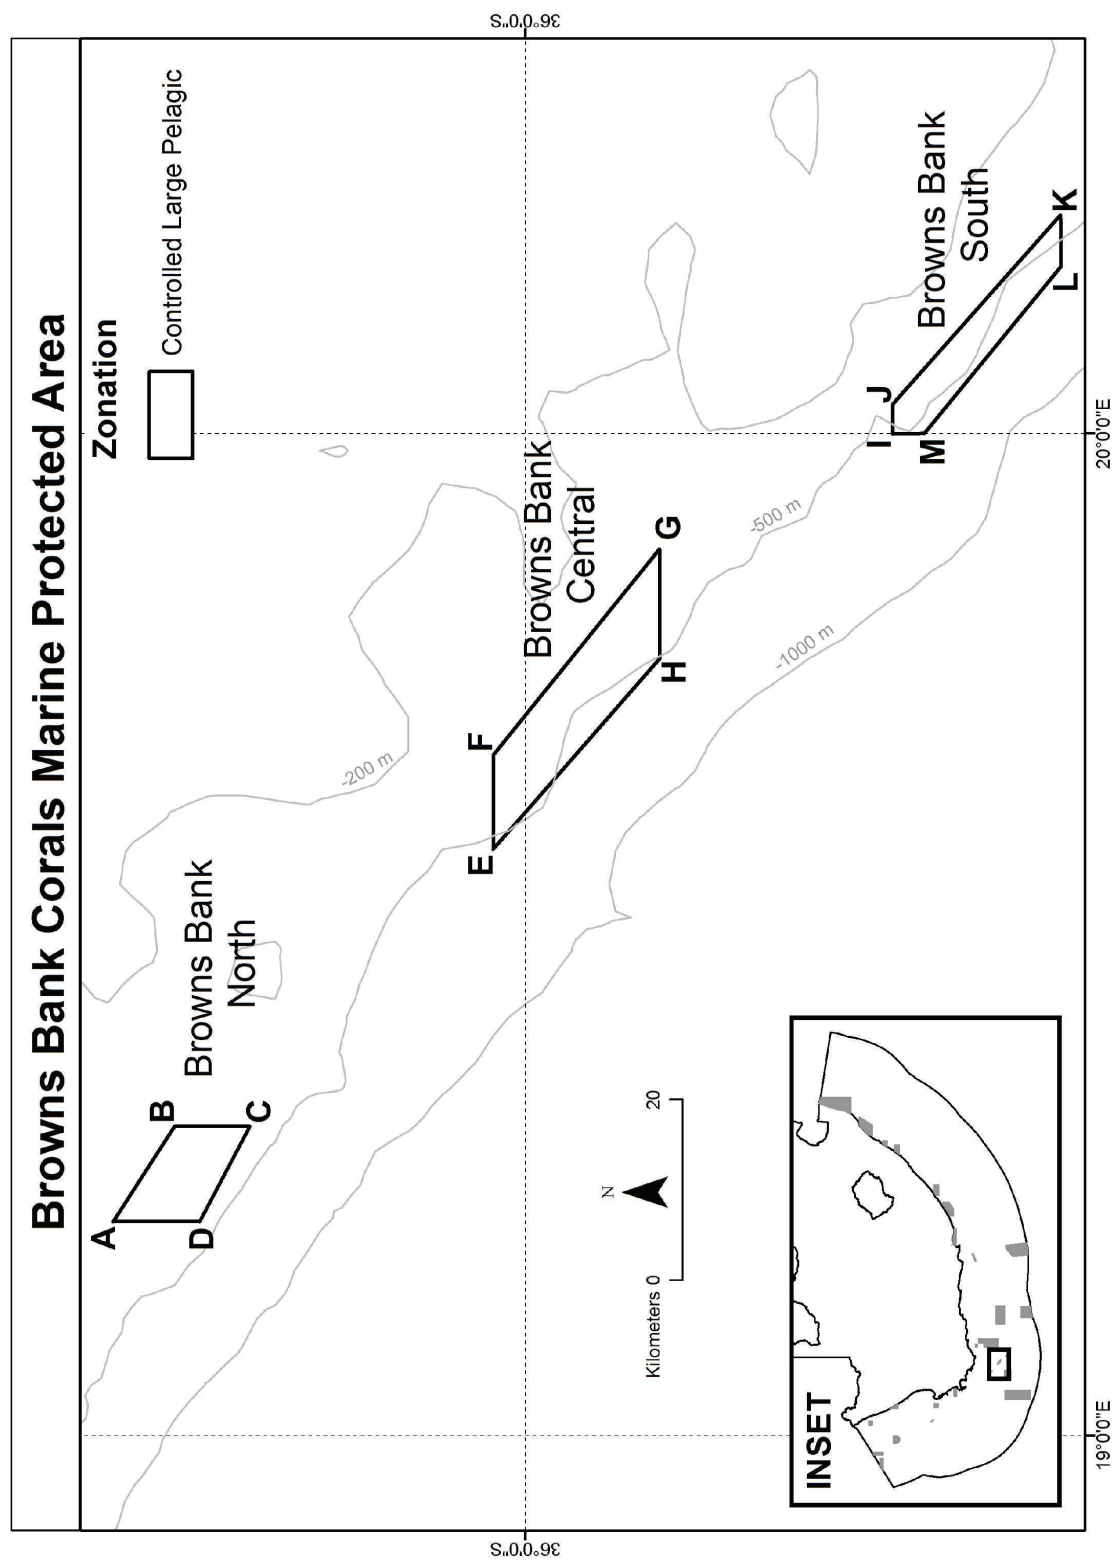 Browns Bank Corals Marine Protected Area
Zonation
Controlled Large Pelagic
36°0'0"S
36°0'0"S
A
B
C
D
Browns Bank
North
-200 m
E
F
G
H
Browns Bank
Central
-500 m
-1000 m
I
J
K
L
M
Browns Bank
South
N
Kilometers 0
20
INSET
19°0'0"E
20°0'0"E